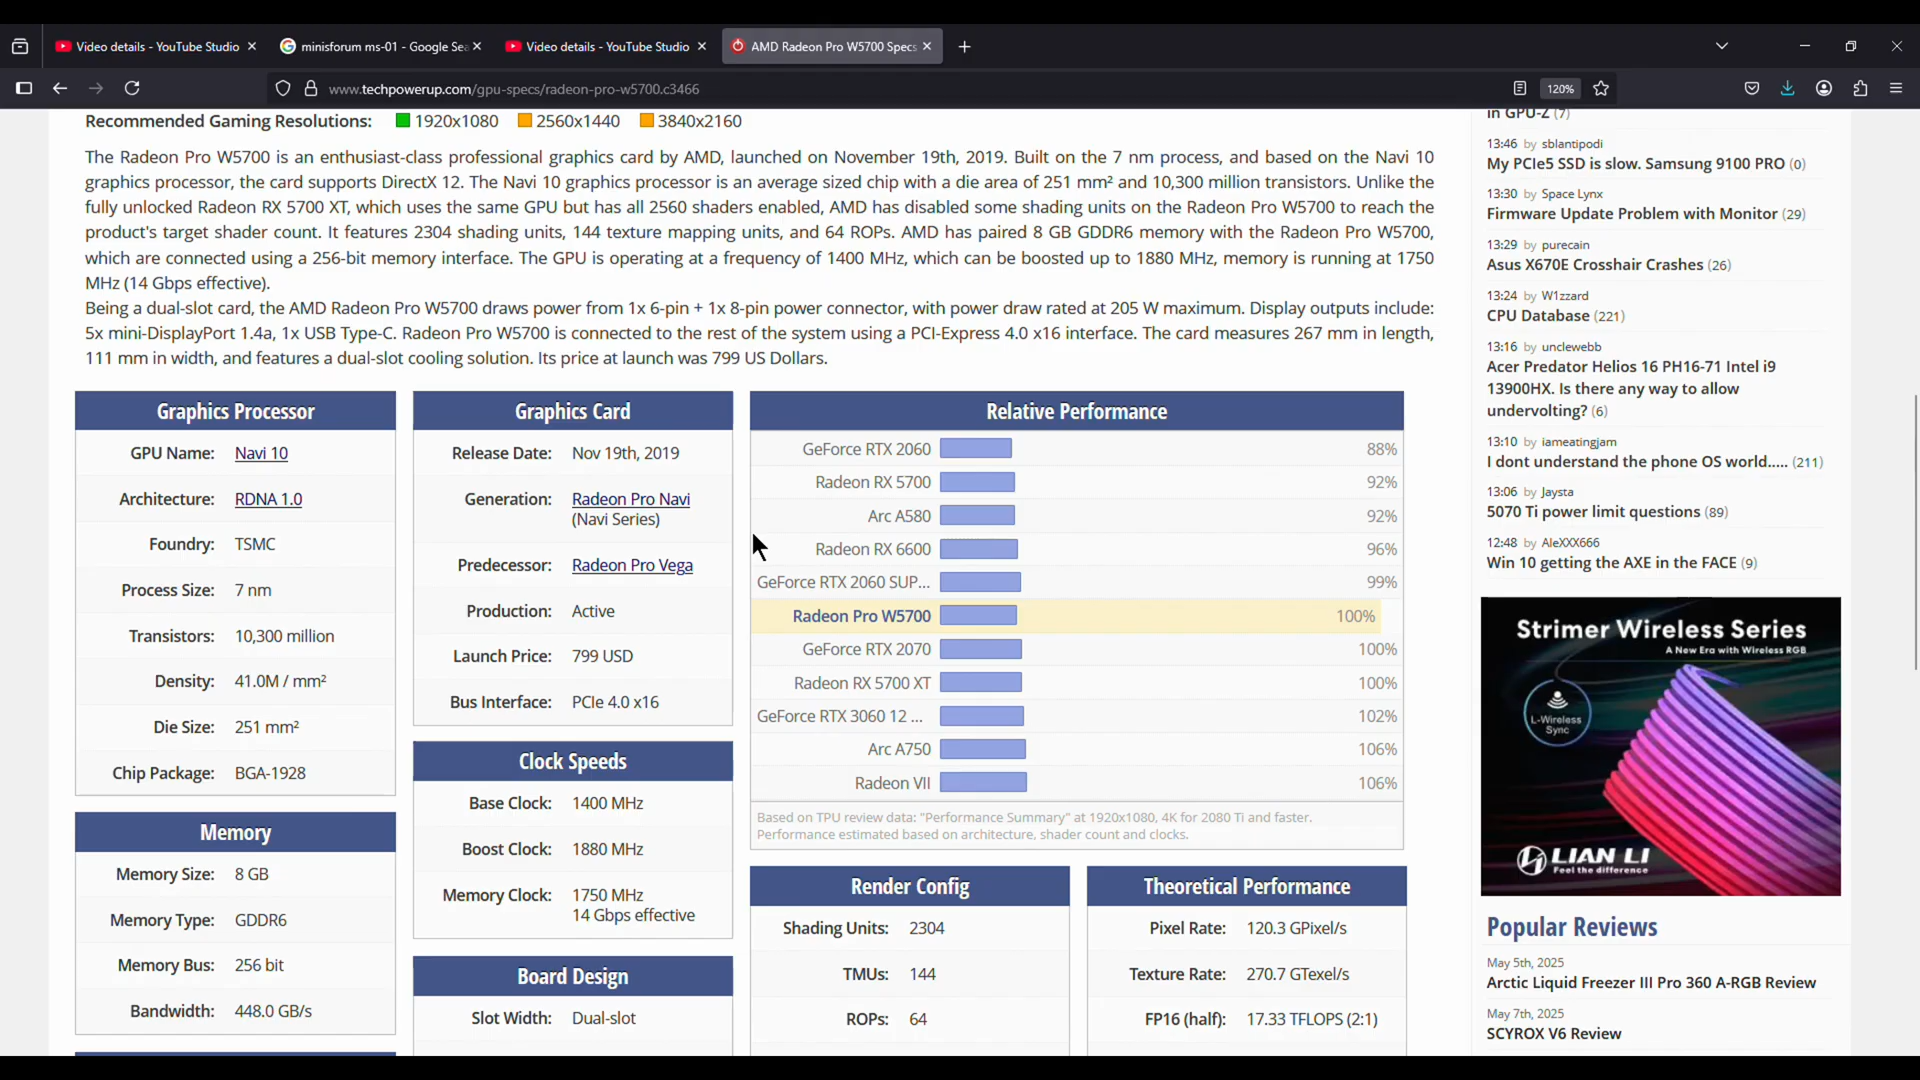 Video details - YouTube Studio
minisforum ms-01 - Google Sea
Video details - YouTube Studio
AMD Radeon Pro W5700 Specs
www.techpowerup.com/gpu-specs/radeon-pro-w5700.c3466
120%
Recommended Gaming Resolutions: 1920x1080 2560x1440 3840x2160
The Radeon Pro W5700 is an enthusiast-class professional graphics card by AMD, launched on November 19th, 2019. Built on the 7 nm process, and based on the Navi 10
graphics processor, the card supports DirectX 12. The Navi 10 graphics processor is an average sized chip with a die area of 251 mm² and 10,300 million transistors. Unlike the
fully unlocked Radeon RX 5700 XT, which uses the same GPU but has all 2560 shaders enabled, AMD has disabled some shading units on the Radeon Pro W5700 to reach the
product's target shader count. It features 2304 shading units, 144 texture mapping units, and 64 ROPs. AMD has paired 8 GB GDDR6 memory with the Radeon Pro W5700,
which are connected using a 256-bit memory interface. The GPU is operating at a frequency of 1400 MHz, which can be boosted up to 1880 MHz, memory is running at 1750
MHz (14 Gbps effective).
Being a dual-slot card, the AMD Radeon Pro W5700 draws power from 1x 6-pin + 1x 8-pin power connector, with power draw rated at 205 W maximum. Display outputs include:
5x mini-DisplayPort 1.4a, 1x USB Type-C. Radeon Pro W5700 is connected to the rest of the system using a PCI-Express 4.0 x16 interface. The card measures 267 mm in length,
111 mm in width, and features a dual-slot cooling solution. Its price at launch was 799 US Dollars.
Graphics Processor
GPU Name: Navi 10
Architecture: RDNA 1.0
Foundry: TSMC
Process Size: 7 nm
Transistors: 10,300 million
Density: 41.0M / mm²
Die Size: 251 mm²
Chip Package: BGA-1928
Memory
Memory Size: 8 GB
Memory Type: GDDR6
Memory Bus: 256 bit
Bandwidth: 448.0 GB/s
Graphics Card
Release Date: Nov 19th, 2019
Generation: Radeon Pro Navi
(Navi Series)
Predecessor: Radeon Pro Vega
Production: Active
Launch Price: 799 USD
Bus Interface: PCIe 4.0 x16
Clock Speeds
Base Clock: 1400 MHz
Boost Clock: 1880 MHz
Memory Clock: 1750 MHz
14 Gbps effective
Board Design
Slot Width: Dual-slot
Relative Performance
GeForce RTX 2060 88%
Radeon RX 5700 92%
Arc A580 92%
Radeon RX 6600 96%
GeForce RTX 2060 SUP... 99%
Radeon Pro W5700 100%
GeForce RTX 2070 100%
Radeon RX 5700 XT 100%
GeForce RTX 3060 12 ... 102%
Arc A750 106%
Radeon VII 106%
Based on TPU review data: "Performance Summary" at 1920x1080, 4K for 2080 Ti and faster.
Performance estimated based on architecture, shader count and clocks.
Render Config
Shading Units: 2304
TMUs: 144
ROPs: 64
Theoretical Performance
Pixel Rate: 120.3 GPixel/s
Texture Rate: 270.7 GTexel/s
FP16 (half): 17.33 TFLOPS (2:1)
in GPU-Z (7)
13:46 by sblantipodi
My PCIe5 SSD is slow. Samsung 9100 PRO (0)
13:30 by Space Lynx
Firmware Update Problem with Monitor (29)
13:29 by purecain
Asus X670E Crosshair Crashes (26)
13:24 by W1zzard
CPU Database (221)
13:16 by unclewebb
Acer Predator Helios 16 PH16-71 Intel i9
13900HX. Is there any way to allow
undervolting? (6)
13:10 by iameatingjam
I dont understand the phone OS world..... (211)
13:06 by Jaysta
5070 Ti power limit questions (89)
12:48 by AleXXX666
Win 10 getting the AXE in the FACE (9)
Strimer Wireless Series
A New Era with Wireless RGB
L-Wireless
Sync
LIAN LI
Feel the difference
Popular Reviews
May 5th, 2025
Arctic Liquid Freezer III Pro 360 A-RGB Review
May 7th, 2025
SCYROX V6 Review